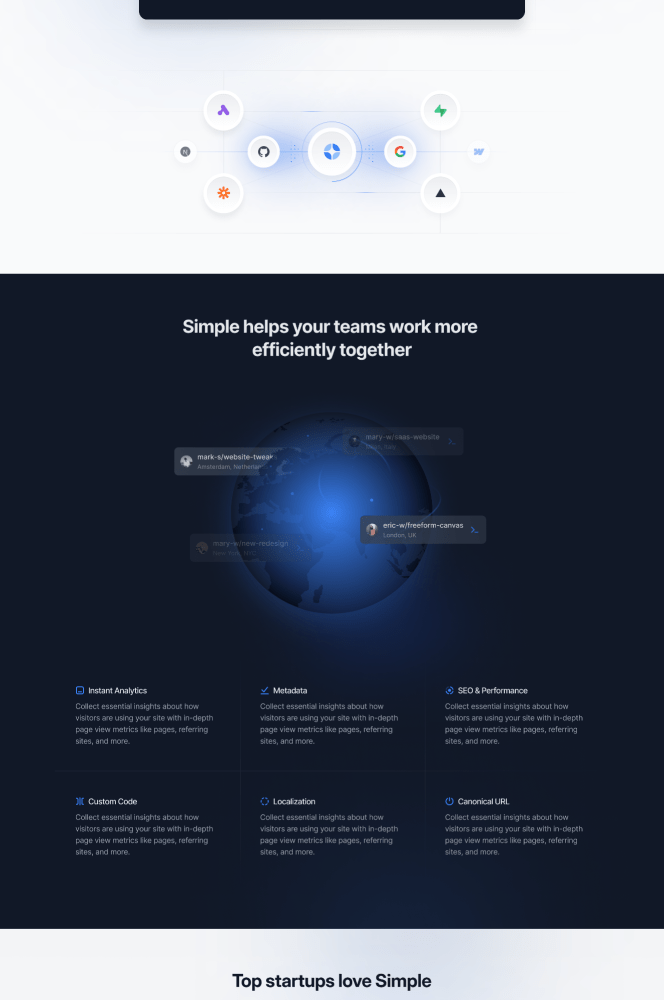 N
Simple helps your teams work more
efficiently together
mary-w/saas-website
mark-s/website-tweak
Amsterdam, Netherlan
eric-w/freeform-canvas
London, UK
mary-w/new-redesign
Instant Analytics
Metadata
SEO & Performance
Collect essential insights about how
visitors are using your site with in-depth
page view metrics like pages, referring
sites, and more.
Collect essential insights about how
visitors are using your site with in-depth
page view metrics like pages, referring
sites, and more.
Collect essential insights about how
visitors are using your site with in-depth
page view metrics like pages, referring
sites, and more.
Custom Code
Localization
Canonical URL
Collect essential insights about how
visitors are using your site with in-depth
page view metrics like pages, referring
sites, and more.
Collect essential insights about how
visitors are using your site with in-depth
page view metrics like pages, referring
sites, and more.
Collect essential insights about how
visitors are using your site with in-depth
page view metrics like pages, referring
sites, and more.
Top startups love Simple